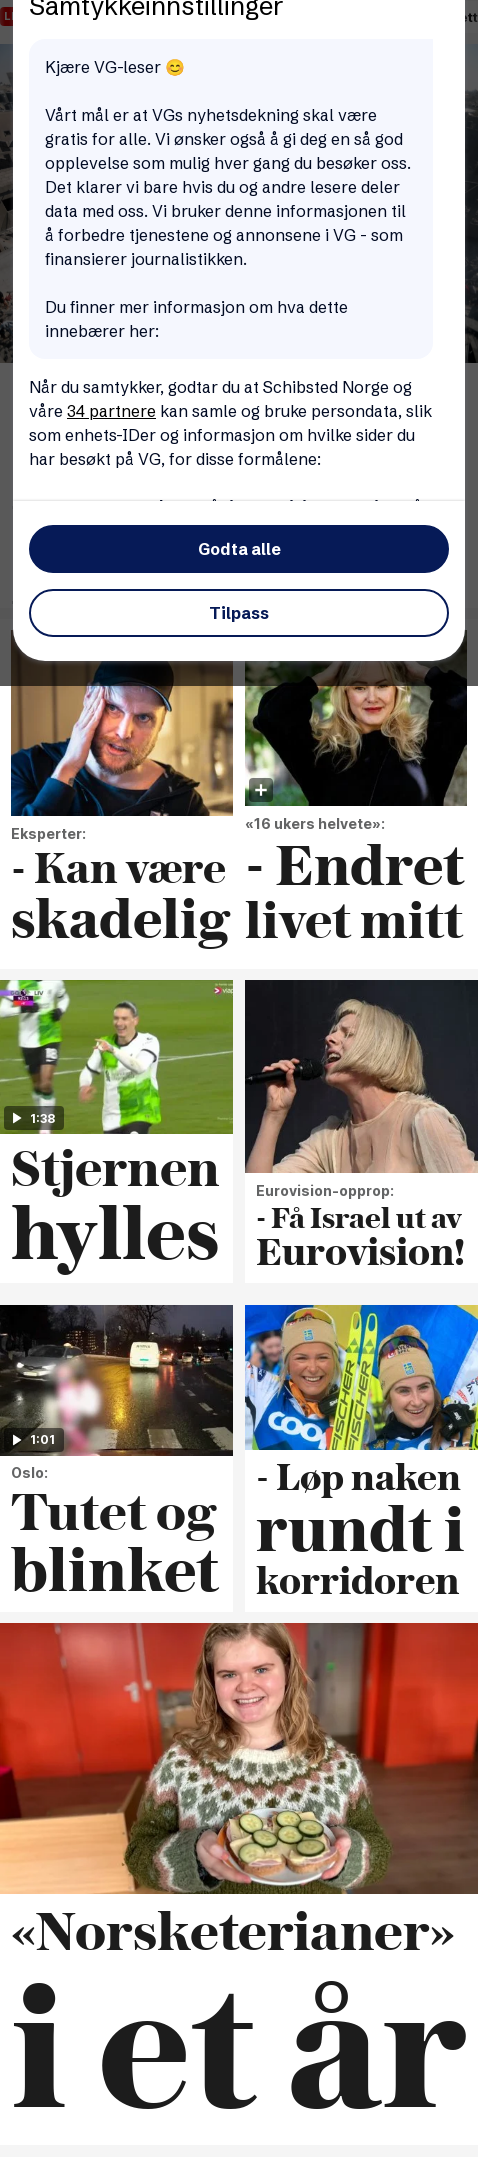 Samtykkeinnstillinger
Kjære VG-leser 😊
Vårt mål er at VGs nyhetsdekning skal være
gratis for alle. Vi ønsker også å gi deg en så god
opplevelse som mulig hver gang du besøker oss.
Det klarer vi bare hvis du og andre lesere deler
data med oss. Vi bruker denne informasjonen til
å forbedre tjenestene og annonsene i VG - som
finansierer journalistikken.
Du finner mer informasjon om hva dette
innebærer her:
Når du samtykker, godtar du at Schibsted Norge og
våre 34 partnere kan samle og bruke persondata, slik
som enhets-IDer og informasjon om hvilke sider du
har besøkt på VG, for disse formålene:
Godta alle
Tilpass
Eksperter:
- Kan være
skadelig
«16 ukers helvete»:
- Endret
livet mitt
1:38
Stjernen
hylles
Eurovision-opprop:
- Få Israel ut av
Eurovision!
1:01
Oslo:
Tutet og
blinket
COOP
FISCHER
FISCHER
- Løp naken
rundt i
korridoren
«Norsketerianer»
i et år